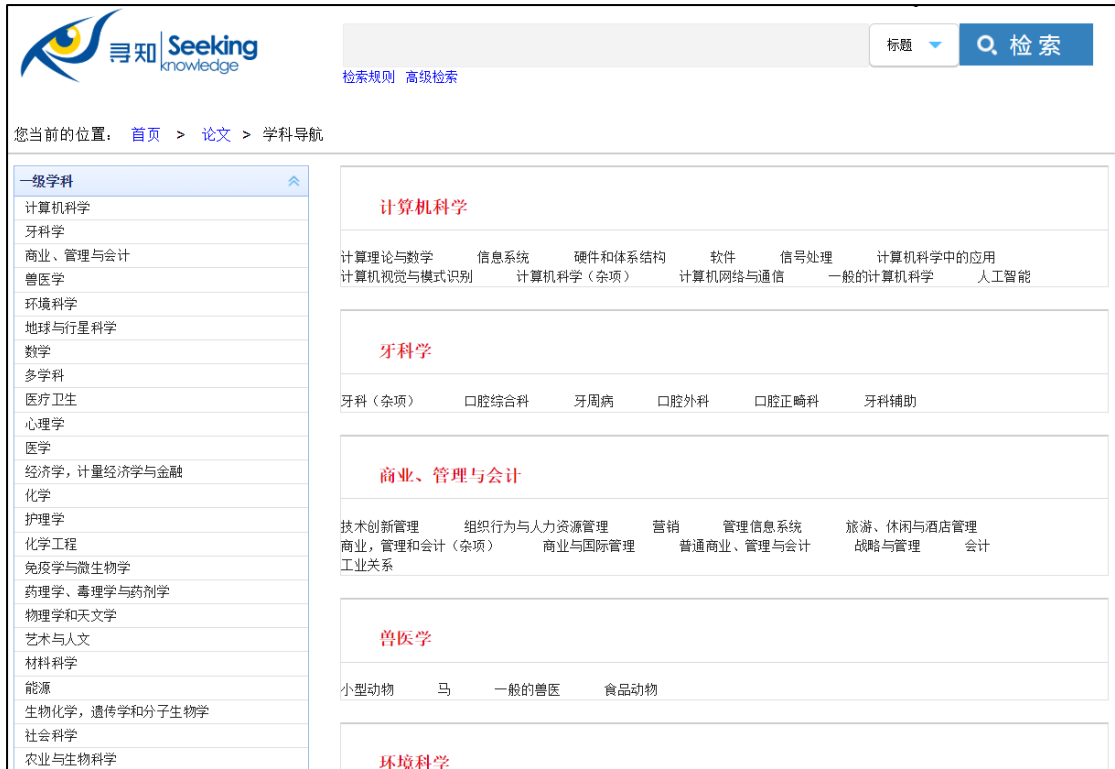 寻知 Seeking knowledge
标题 检索
检索规则 高级检索
您当前的位置： 首页 > 论文 > 学科导航
一级学科
计算机科学
牙科学
商业、管理与会计
兽医学
环境科学
地球与行星科学
数学
多学科
医疗卫生
心理学
医学
经济学，计量经济学与金融
化学
护理学
化学工程
免疫学与微生物学
药理学、毒理学与药剂学
物理学和天文学
艺术与人文
材料科学
能源
生物化学，遗传学和分子生物学
社会科学
农业与生物科学
计算机科学
计算理论与数学 信息系统 硬件和体系结构 软件 信号处理 计算机科学中的应用
计算机视觉与模式识别 计算机科学（杂项） 计算机网络与通信 一般的计算机科学 人工智能
牙科学
牙科（杂项） 口腔综合科 牙周病 口腔外科 口腔正畸科 牙科辅助
商业、管理与会计
技术创新管理 组织行为与人力资源管理 营销 管理信息系统 旅游、休闲与酒店管理
商业，管理和会计（杂项） 商业与国际管理 普通商业、管理与会计 战略与管理 会计
工业关系
兽医学
小型动物 马 一般的兽医 食品动物
环境科学